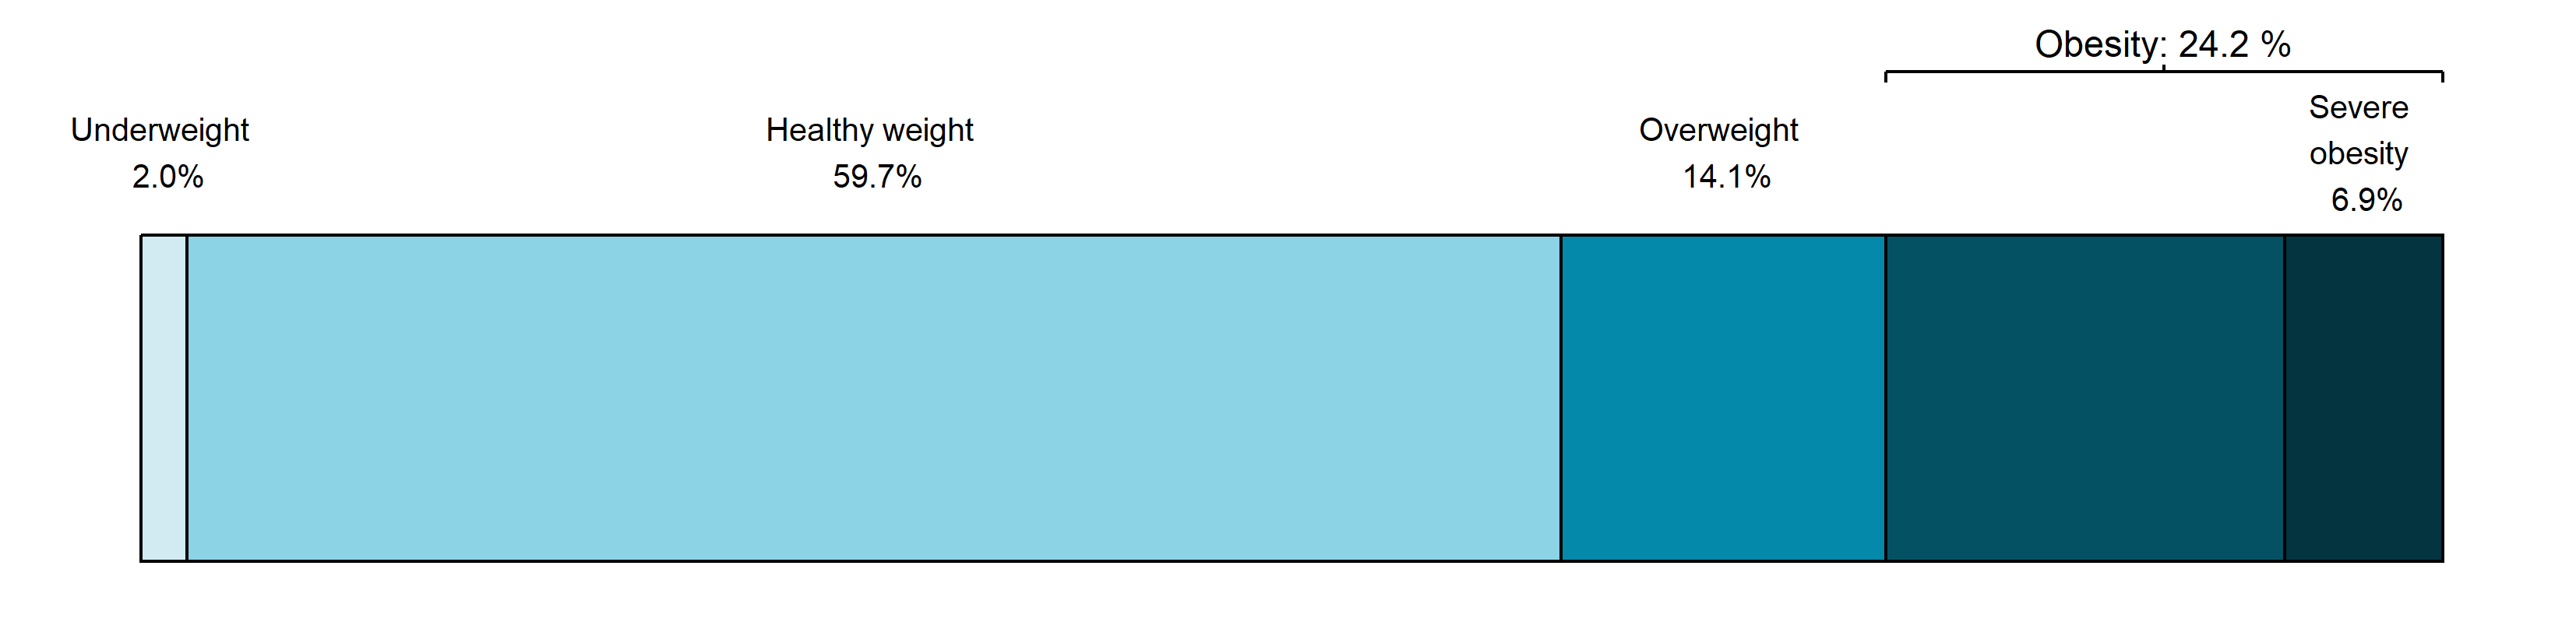 Obesity: 24.2 %
Underweight
2.0%
Healthy weight
59.7%
Overweight
14.1%
Severe
obesity
6.9%